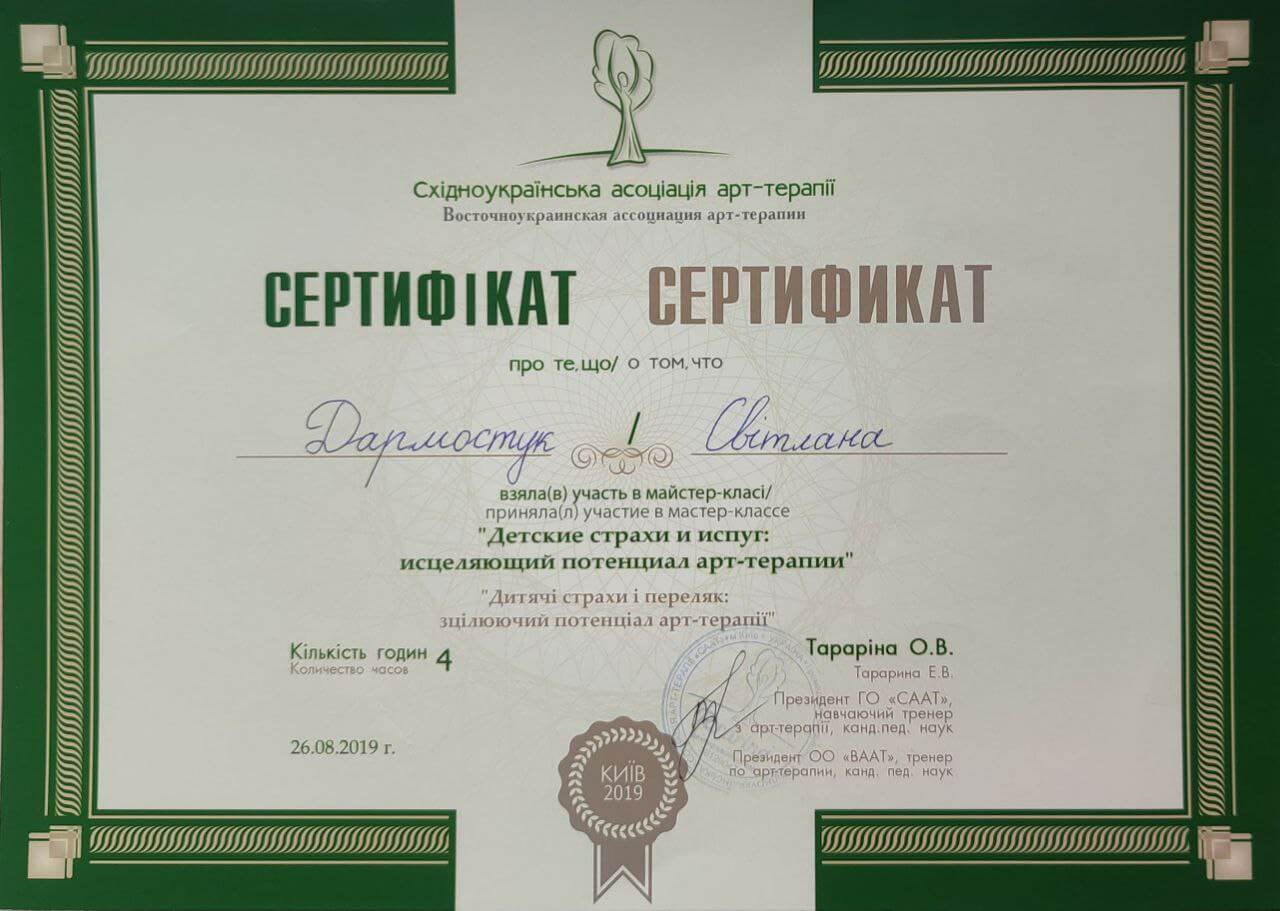 Східноукраїнська асоціація арт-терапії
Восточноукраинская ассоциация арт-терапии
СЕРТИФІКАТ СЕРТИФИКАТ
про те,що/ о том,что
Дармостук / Світлана
взяла(в) участь в майстер-класі/
приняла(л) участие в мастер-классе
"Детские страхи и испуг:
исцеляющий потенциал арт-терапии"
"Дитячі страхи і переляк:
зцілюючий потенціал арт-терапії"
Кількість годин 4
Количество часов
Тараріна О.В.
Тарарина Е.В.
Президент ГО «СААТ»,
навчаючий тренер
з арт-терапії, канд.пед. наук
Президент ОО «ВААТ», тренер
по арт-терапии, канд. пед. наук
26.08.2019 г.
КИЇВ
2019